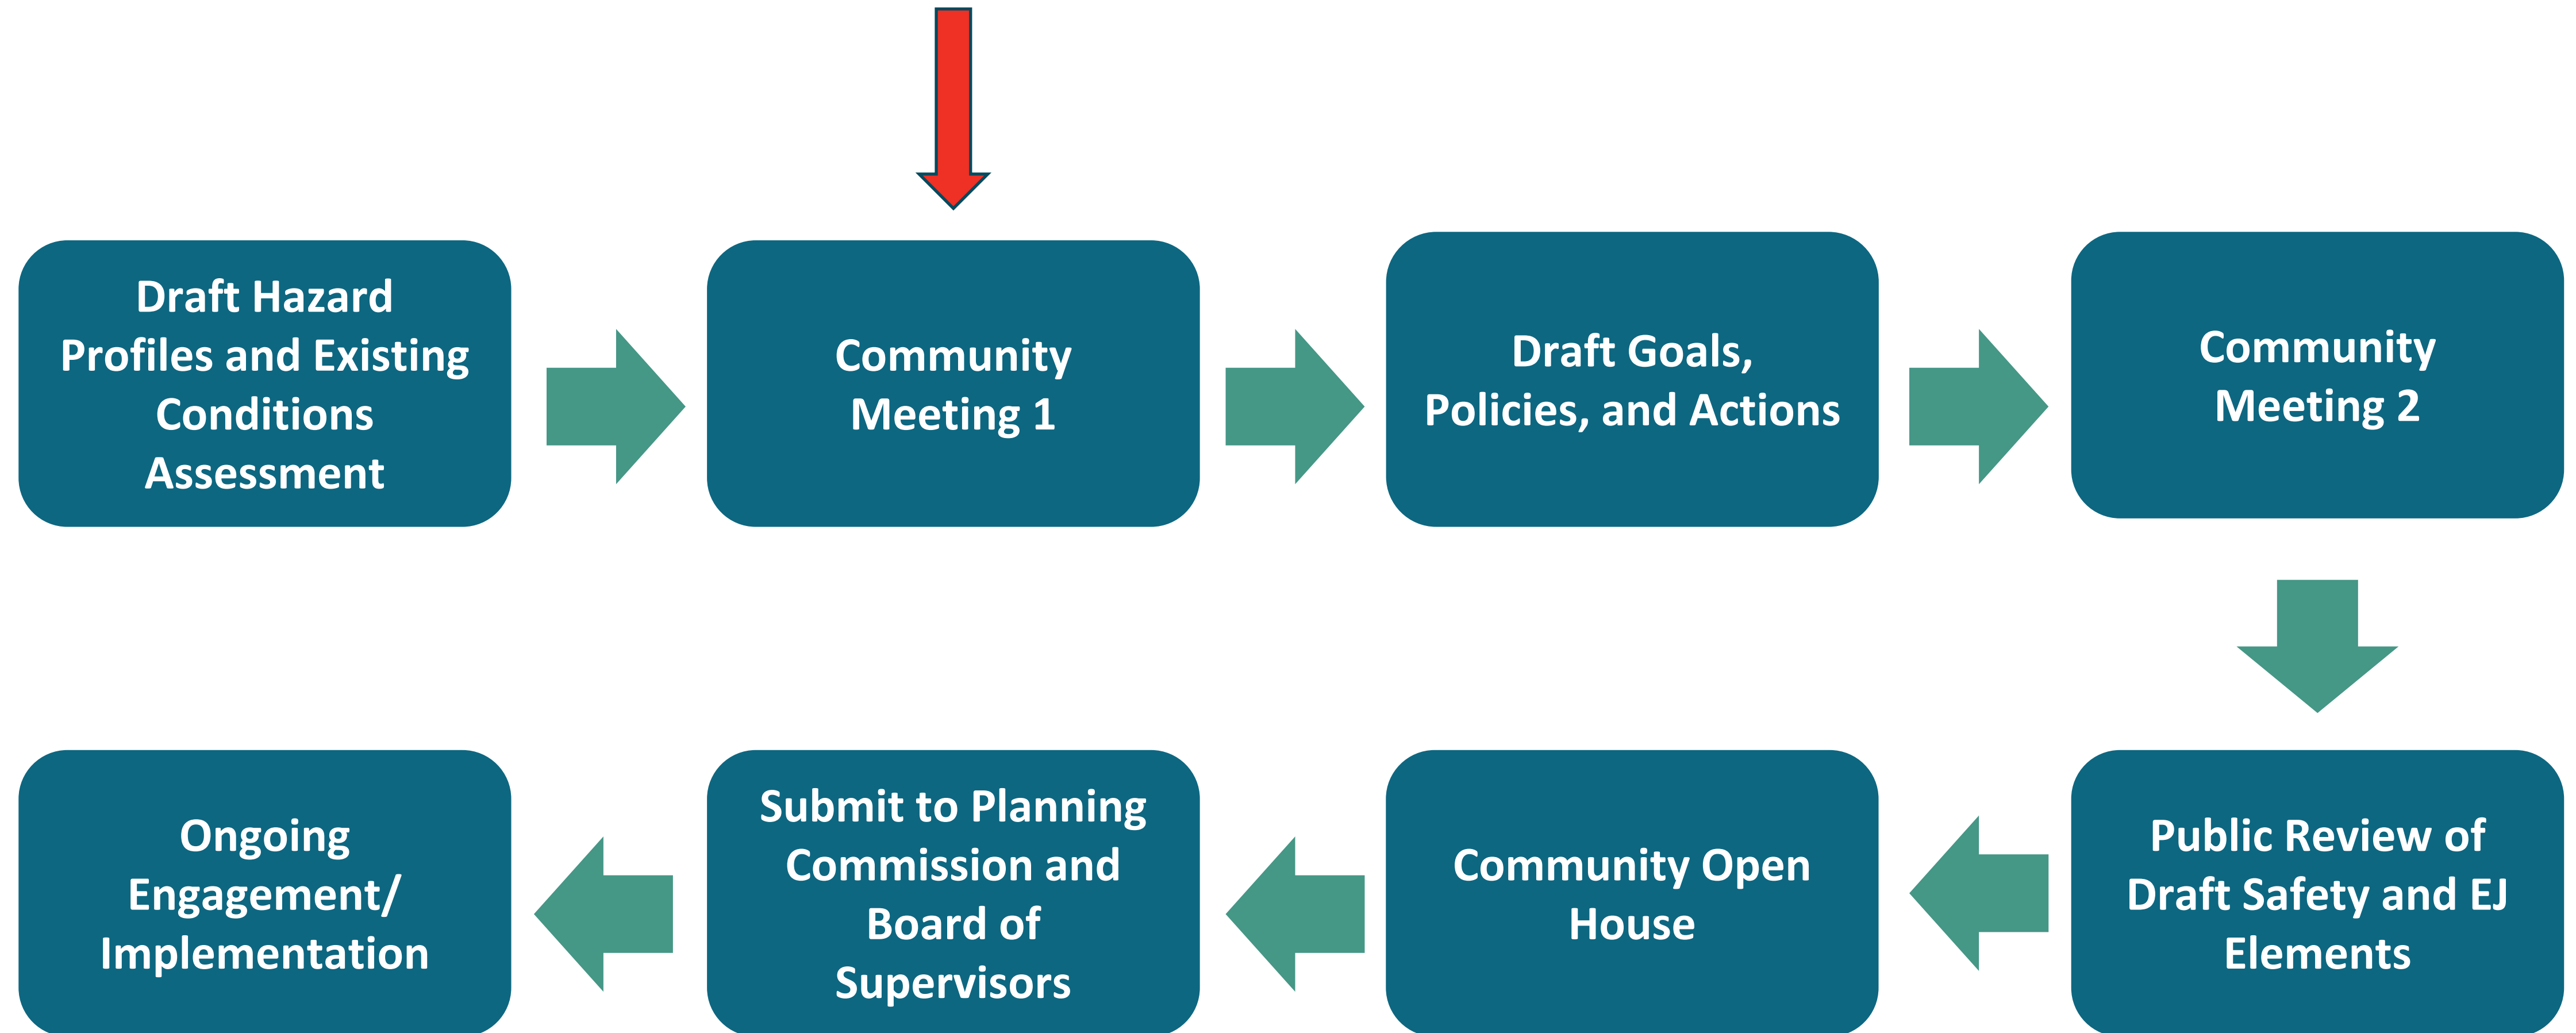 Draft Hazard
Profiles and Existing
Conditions
Assessment
Community
Meeting 1
Draft Goals,
Policies, and Actions
Community
Meeting 2
Public Review of
Draft Safety and EJ
Elements
Community Open
House
Submit to Planning
Commission and
Board of
Supervisors
Ongoing
Engagement/
Implementation